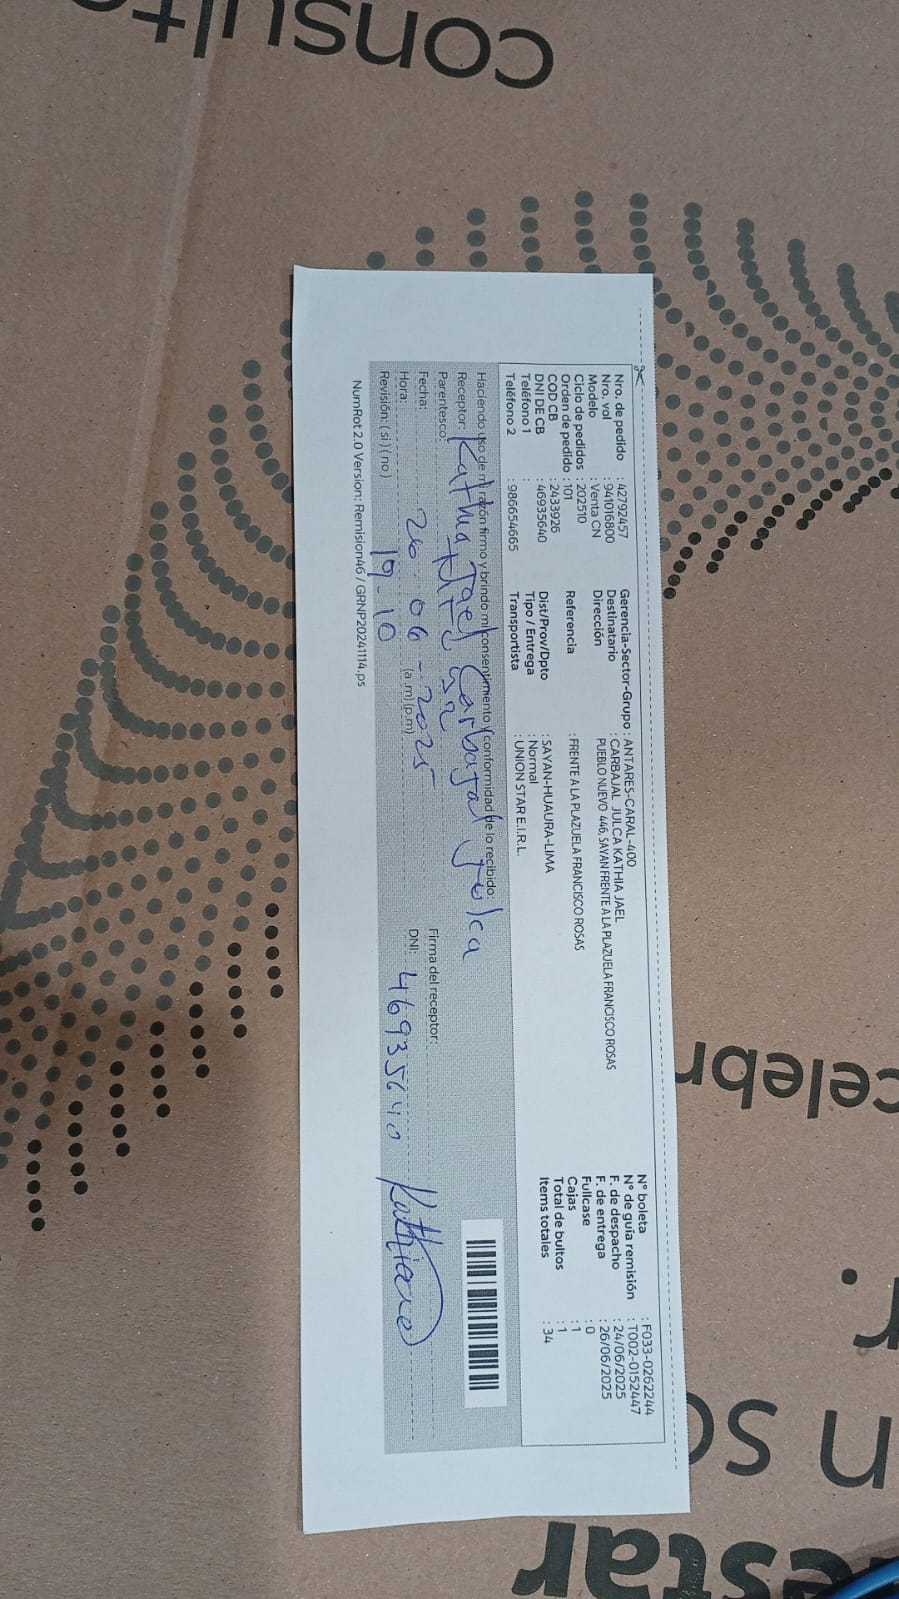 consulto
Nro. de pedido : 42792457
Nro. vol : 941016800
Modelo : Venta CN
Ciclo de pedidos : 202510
Orden de pedido : 101
COD CB : 2433926
DNI DE CB : 46935640
Teléfono 1 :
Teléfono 2 : 986654665
Gerencia-Sector-Grupo : ANTARES-CARAL-400
Destinatario : CARBAJAL JULCA KATHIA JAEL
Dirección PUEBLO NUEVO 446, SAYAN FRENTE A LA PLAZUELA FRANCISCO ROSAS
Referencia : FRENTE A LA PLAZUELA FRANCISCO ROSAS
Dist/Prov/Dpto : SAYAN-HUAURA-LIMA
Tipo / Entrega : Normal
Transportista : UNION STAR E.I.R.L.
N° boleta : F033-0262244
N° de guía remisión : T002-0152447
F. de despacho : 24/06/2025
F. de entrega : 26/06/2025
Fullcase : 0
Cajas : 1
Total de bultos : 1
Items totales : 34
Haciendo uso de mi razón firmo y brindo mi consentimiento y conformidad de lo recibido:
Receptor: Kathia Jael Carbajal Julca
Parentesco:
Fecha: 26-06-2025
Hora: 19-10 (a.m) (p.m)
Revisión: ( si ) ( no )
Firma del receptor:
DNI: 46935640
NumRot 2.0 Version: Remision46 / GRNP20241114.ps
celebr
r.
n so
estar